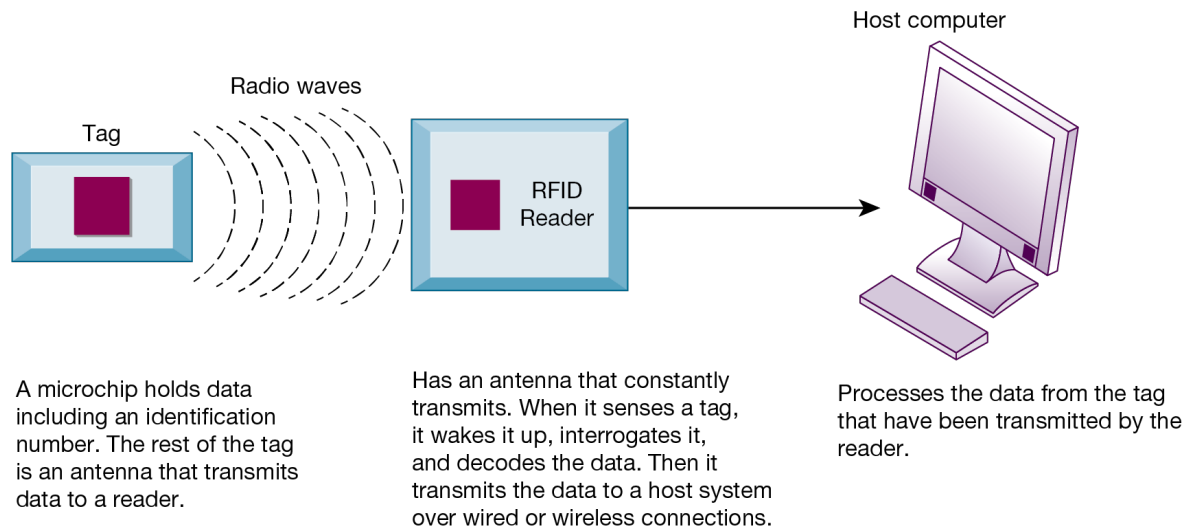 Host computer
Radio waves
Tag
RFID
Reader
A microchip holds data
including an identification
number. The rest of the tag
is an antenna that transmits
data to a reader.
Has an antenna that constantly
transmits. When it senses a tag,
it wakes it up, interrogates it,
and decodes the data. Then it
transmits the data to a host system
over wired or wireless connections.
Processes the data from the tag
that have been transmitted by the
reader.